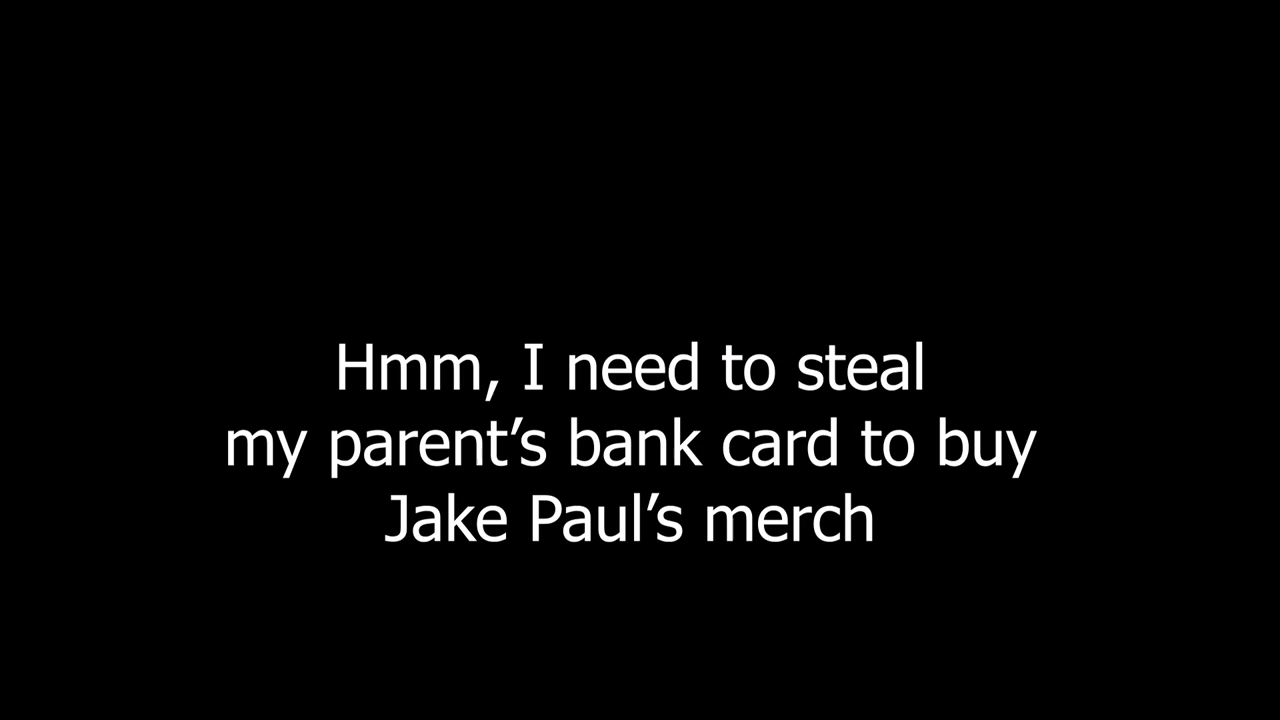 Hmm, I need to steal
my parent’s bank card to buy
Jake Paul’s merch